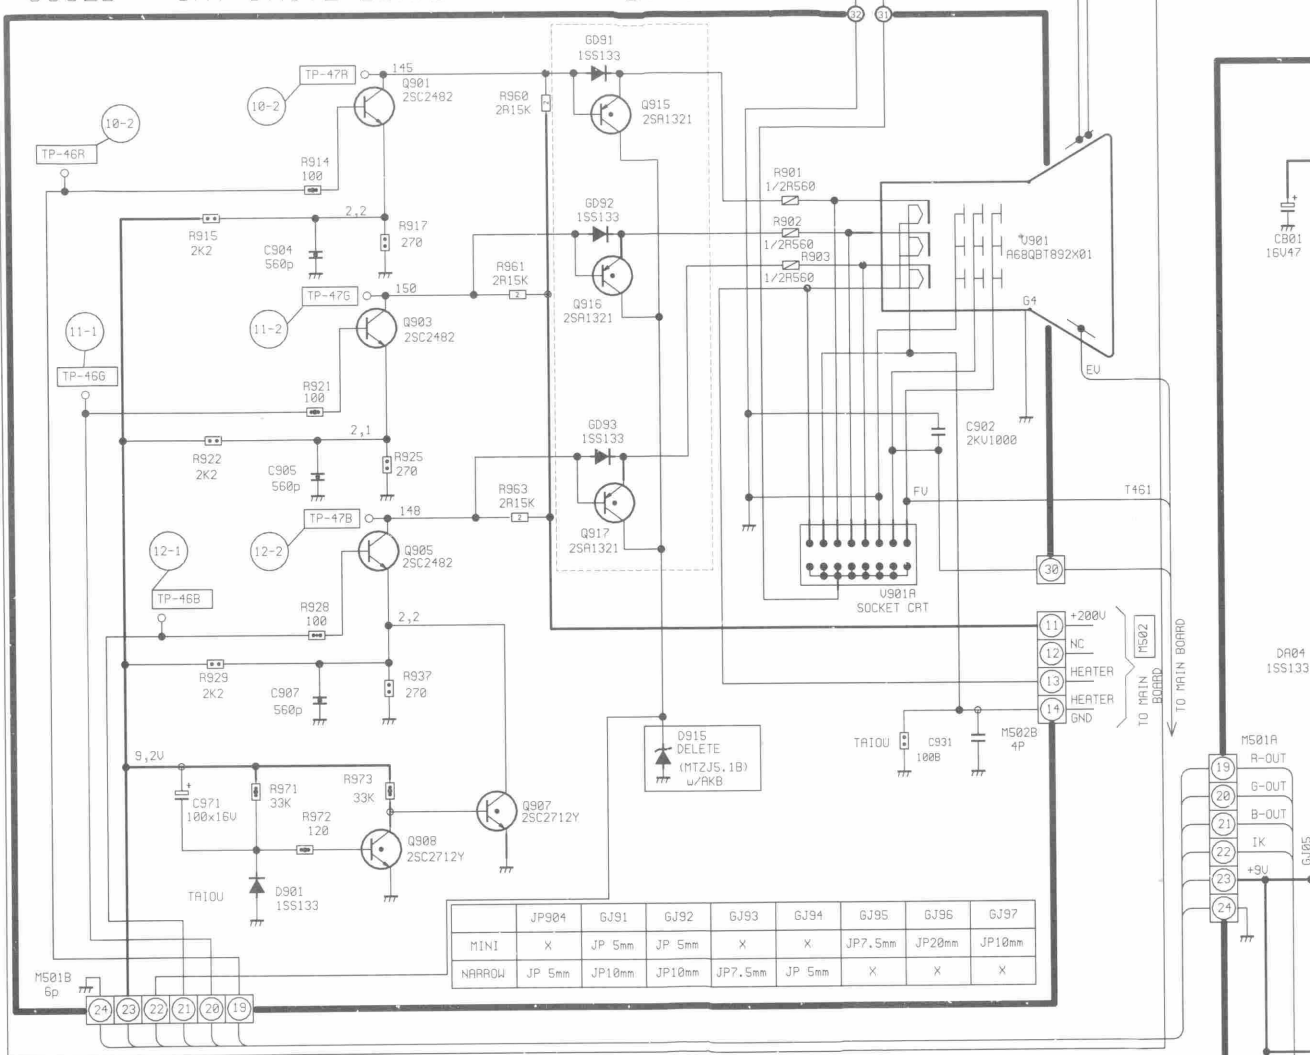 32
31
TP-47R
145
Q901
2SC2482
10-2
10-2
TP-46R
R914
100
R960
2R15K
GD91
1SS133
Q915
2SA1321
R915
2K2
2,2
C904
560p
R917
270
R901
1/2R560
R902
1/2R560
R903
1/2R560
GD92
1SS133
Q916
2SA1321
*V901
A68QBT892X01
G4
EV
CB01
16V47
TP-47G
150
Q903
2SC2482
11-2
11-1
TP-46G
R921
100
R961
2R15K
R922
2K2
2,1
C905
560p
R925
270
GD93
1SS133
Q917
2SA1321
C902
2KV1000
FV
T461
V901A
SOCKET CRT
TP-47B
148
Q905
2SC2482
12-2
12-1
TP-46B
R928
100
R963
2R15K
2,2
R929
2K2
C907
560p
R937
270
30
11
+200V
12
NC
13
HEATER
14
HEATER
GND
M502
TO MAIN
BOARD
TO MAIN BOARD
M502B
4P
TAIOU
C931
100B
DA04
1SS133
D915
DELETE
(MTZJ5.1B)
w/AKB
9,2V
C971
100x16V
R971
33K
R973
33K
R972
120
Q908
2SC2712Y
Q907
2SC2712Y
TAIOU
D901
1SS133
M501A
19
R-OUT
20
G-OUT
21
B-OUT
22
IK
23
+9V
24
GJ05
JP904 GJ91 GJ92 GJ93 GJ94 GJ95 GJ96 GJ97
MINI X JP 5mm JP 5mm X X JP7.5mm JP20mm JP10mm
NARROW JP 5mm JP10mm JP10mm JP7.5mm JP 5mm X X X
M501B
6p
24 23 22 21 20 19